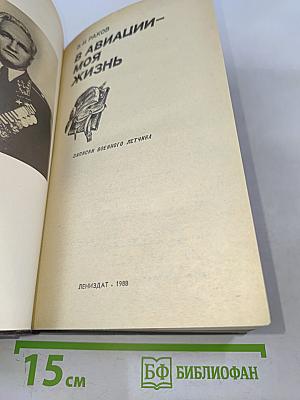 В. И. РАКОВ
В АВИАЦИИ—
МОЯ
ЖИЗНЬ
ЗАПИСКИ ВОЕННОГО ЛЕТЧИКА
ЛЕНИЗДАТ · 1988
15 СМ
БФ БИБЛИОФАН